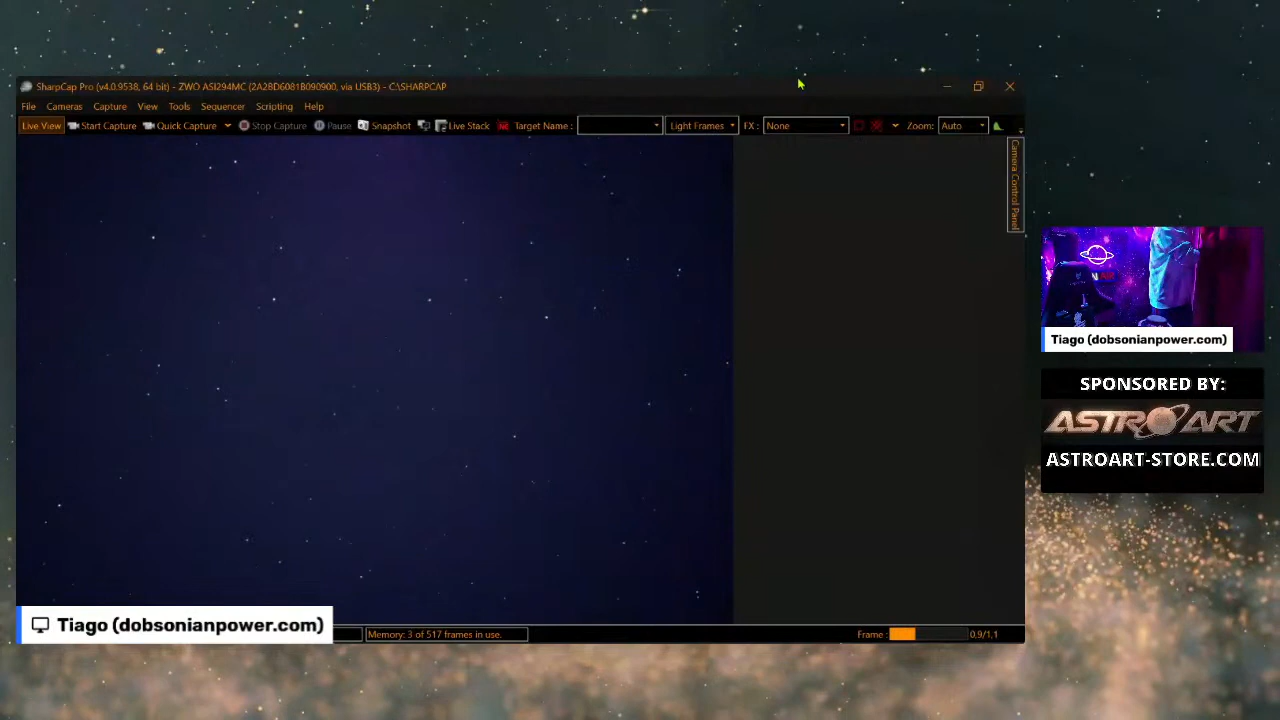 SharpCap Pro (v4.0.9538, 64 bit) - ZWO ASI294MC (2A28D6081B090900, via USB3) - C:\SHARPCAP
File Cameras Capture View Tools Sequencer Scripting Help
Live View Start Capture Quick Capture Stop Capture Pause Snapshot Live Stack Target Name : Light Frames FX : None Zoom: Auto
Camera Control Panel
Tiago (dobsonianpower.com)
SPONSORED BY:
ASTRO ART
ASTROART-STORE.COM
Tiago (dobsonianpower.com)
Memory: 3 of 517 frames in use.
Frame : 0,9/1,1